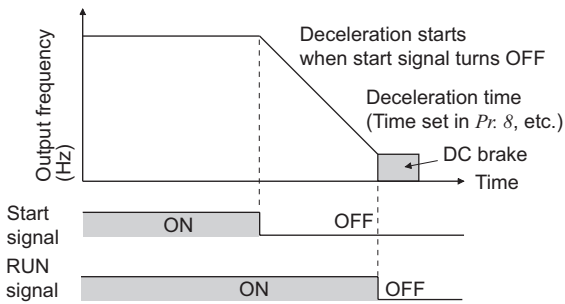 Output frequency
(Hz)
Deceleration starts
when start signal turns OFF
Deceleration time
(Time set in Pr. 8, etc.)
DC brake
Time
Start
signal
ON
OFF
RUN
signal
ON
OFF